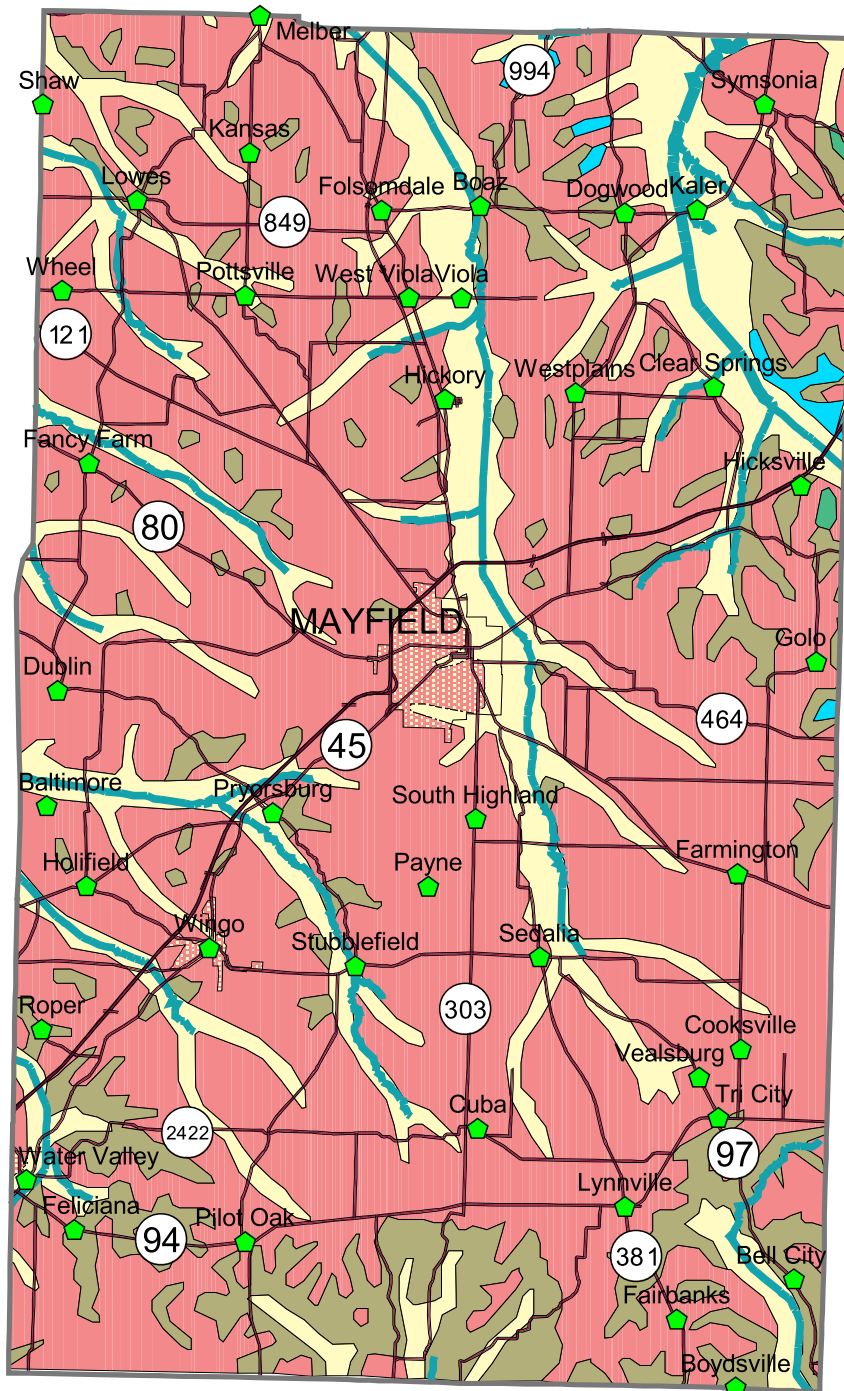 Melber
994
Shaw
Symsonia
Kansas
Lowes
Folsomdale
Boaz
Dogwood
Kaler
849
Wheel
Pottsville
West Viola
Viola
121
Westplains
Clear Springs
Hickory
Fancy Farm
Hicksville
80
MAYFIELD
Golo
Dublin
464
45
Baltimore
Pryorsburg
South Highland
Holifield
Payne
Farmington
Wingo
Stubblefield
Sedalia
Roper
303
Cooksville
Vealsburg
Tri City
Cuba
2422
97
Water Valley
Lynnville
Feliciana
Pilot Oak
94
381
Bell City
Fairbanks
Boydsville